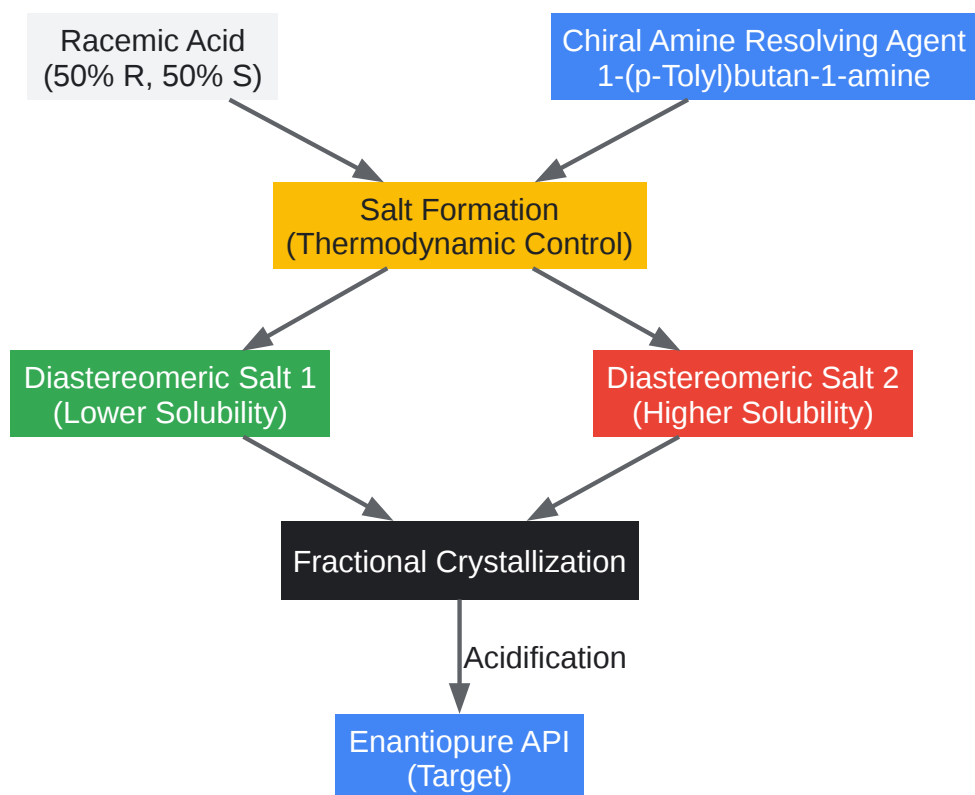 Racemic Acid
(50% R, 50% S)
Chiral Amine Resolving Agent
1-(p-Tolyl)butan-1-amine
Salt Formation
(Thermodynamic Control)
Diastereomeric Salt 1
(Lower Solubility)
Diastereomeric Salt 2
(Higher Solubility)
Fractional Crystallization
Acidification
Enantiopure API
(Target)